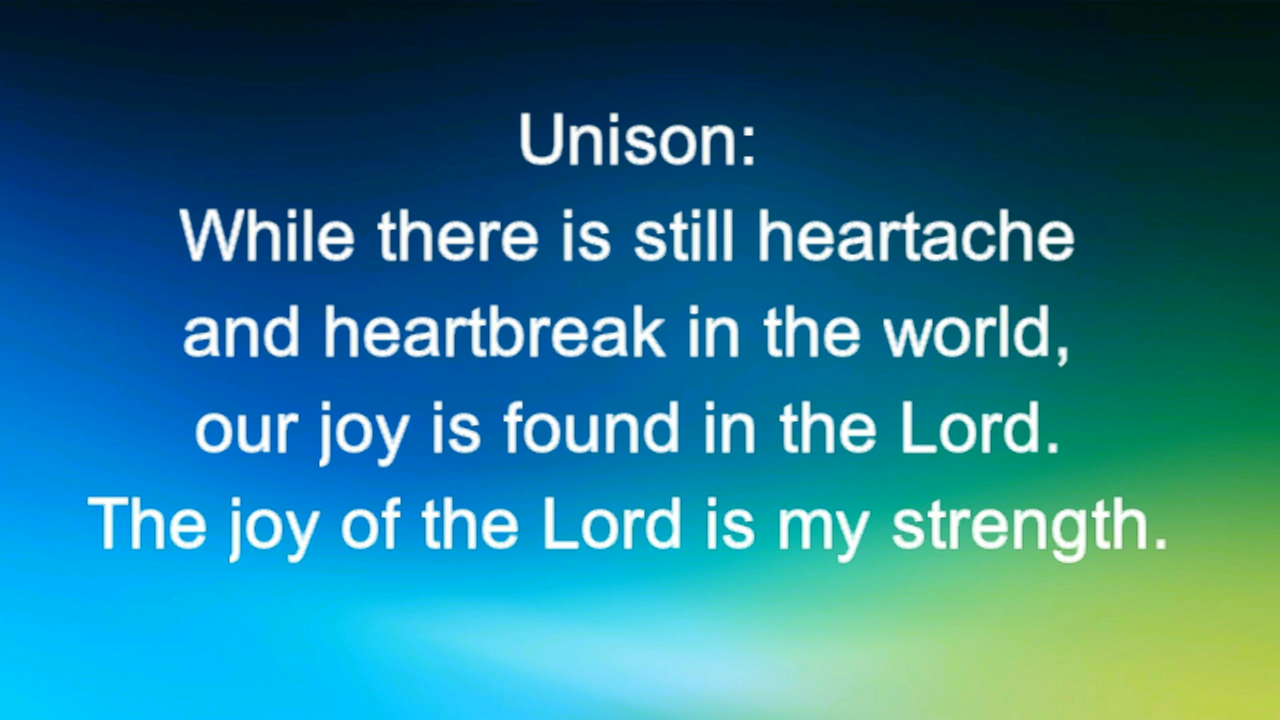 Unison:
While there is still heartache
and heartbreak in the world,
our joy is found in the Lord.
The joy of the Lord is my strength.